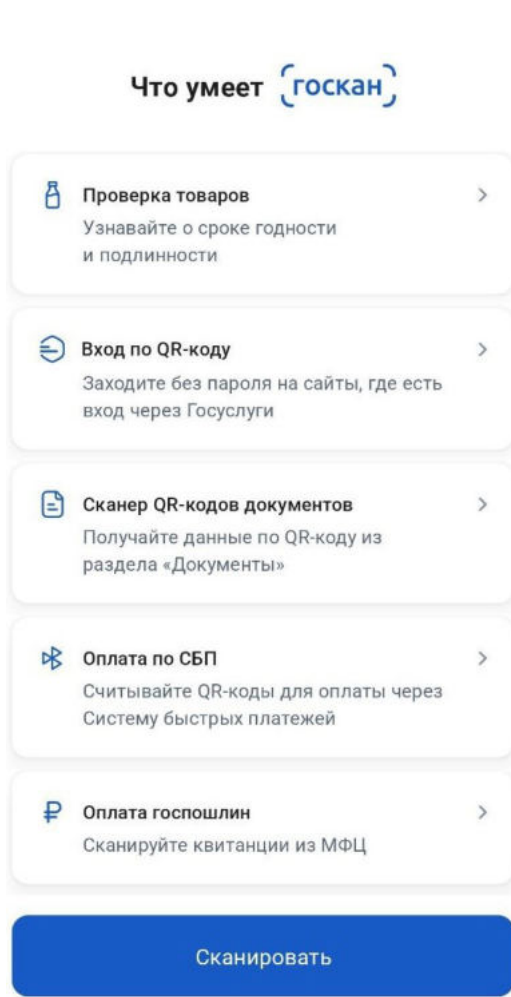 Что умеет госкан
Проверка товаров
Узнавайте о сроке годности
и подлинности
Вход по QR-коду
Заходите без пароля на сайты, где есть
вход через Госуслуги
Сканер QR-кодов документов
Получайте данные по QR-коду из
раздела «Документы»
Оплата по СБП
Считывайте QR-коды для оплаты через
Систему быстрых платежей
Оплата госпошлин
Сканируйте квитанции из МФЦ
Сканировать